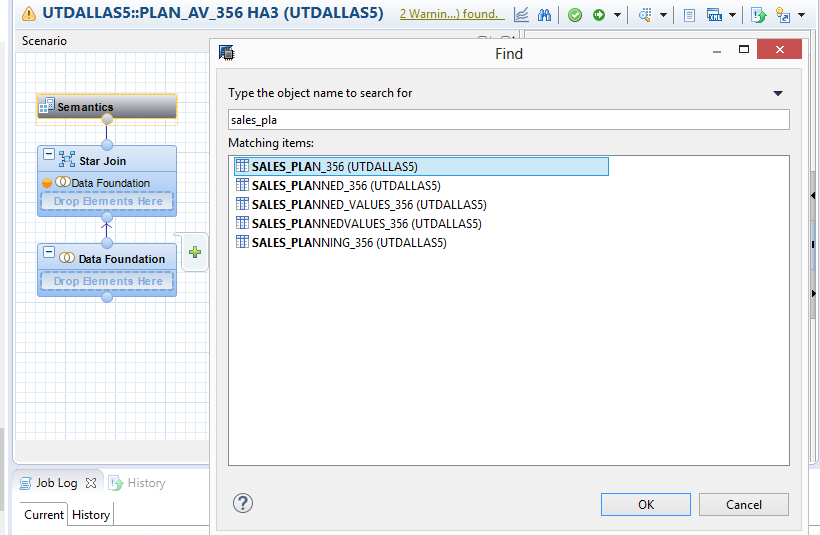 UTDALLAS5::PLAN_AV_356 HA3 (UTDALLAS5) 2 Warnin...) found.
Scenario
Find
Type the object name to search for
sales_pla
Matching items:
SALES_PLAN_356 (UTDALLAS5)
SALES_PLANNED_356 (UTDALLAS5)
SALES_PLANNED_VALUES_356 (UTDALLAS5)
SALES_PLANNEDVALUES_356 (UTDALLAS5)
SALES_PLANNING_356 (UTDALLAS5)
Semantics
Star Join
Data Foundation
Drop Elements Here
Data Foundation
Drop Elements Here
OK Cancel
Job Log History
Current History